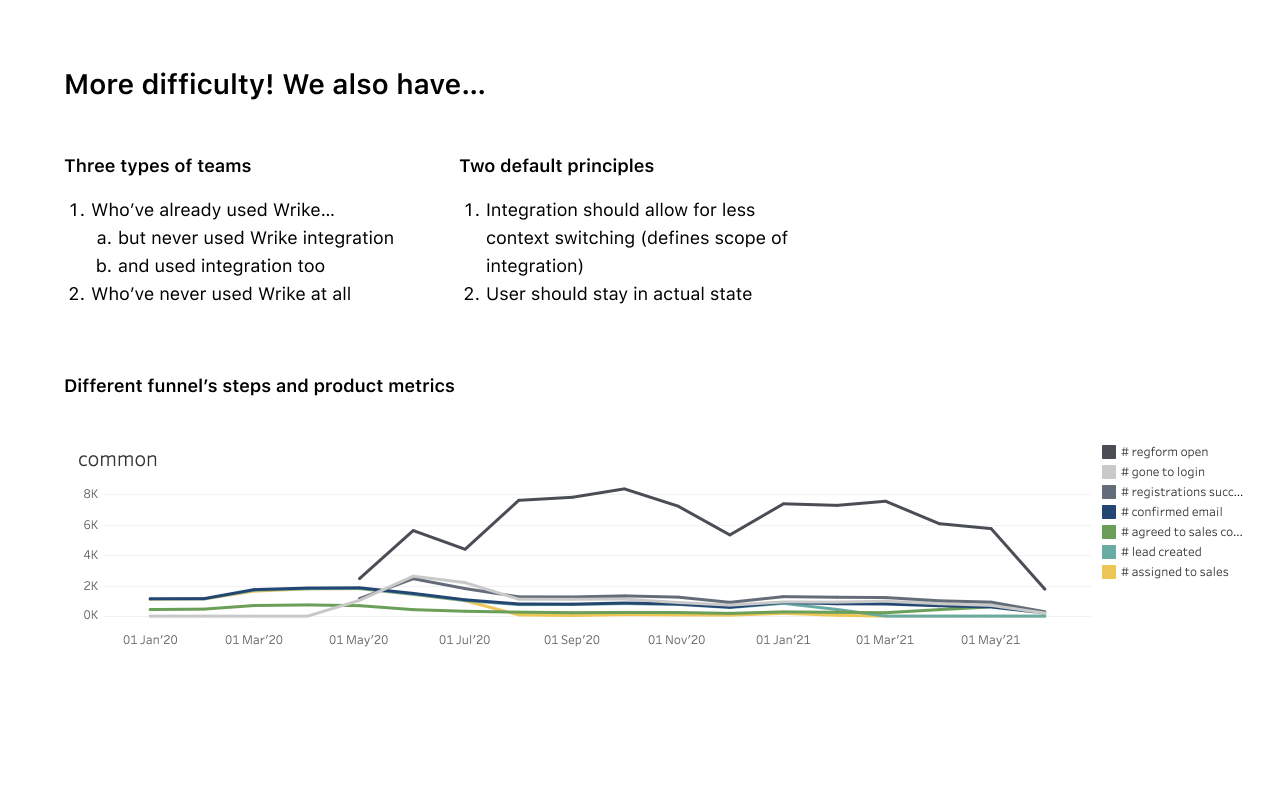 More difficulty! We also have...
Three types of teams
1. Who’ve already used Wrike...
a. but never used Wrike integration
b. and used integration too
2. Who’ve never used Wrike at all
Two default principles
1. Integration should allow for less
context switching (defines scope of
integration)
2. User should stay in actual state
Different funnel’s steps and product metrics
common
8K
6K
4K
2K
0K
01 Jan’20
01 Mar’20
01 May’20
01 Jul’20
01 Sep’20
01 Nov’20
01 Jan’21
01 Mar’21
01 May’21
# regform open
# gone to login
# registrations succ...
# confirmed email
# agreed to sales co...
# lead created
# assigned to sales